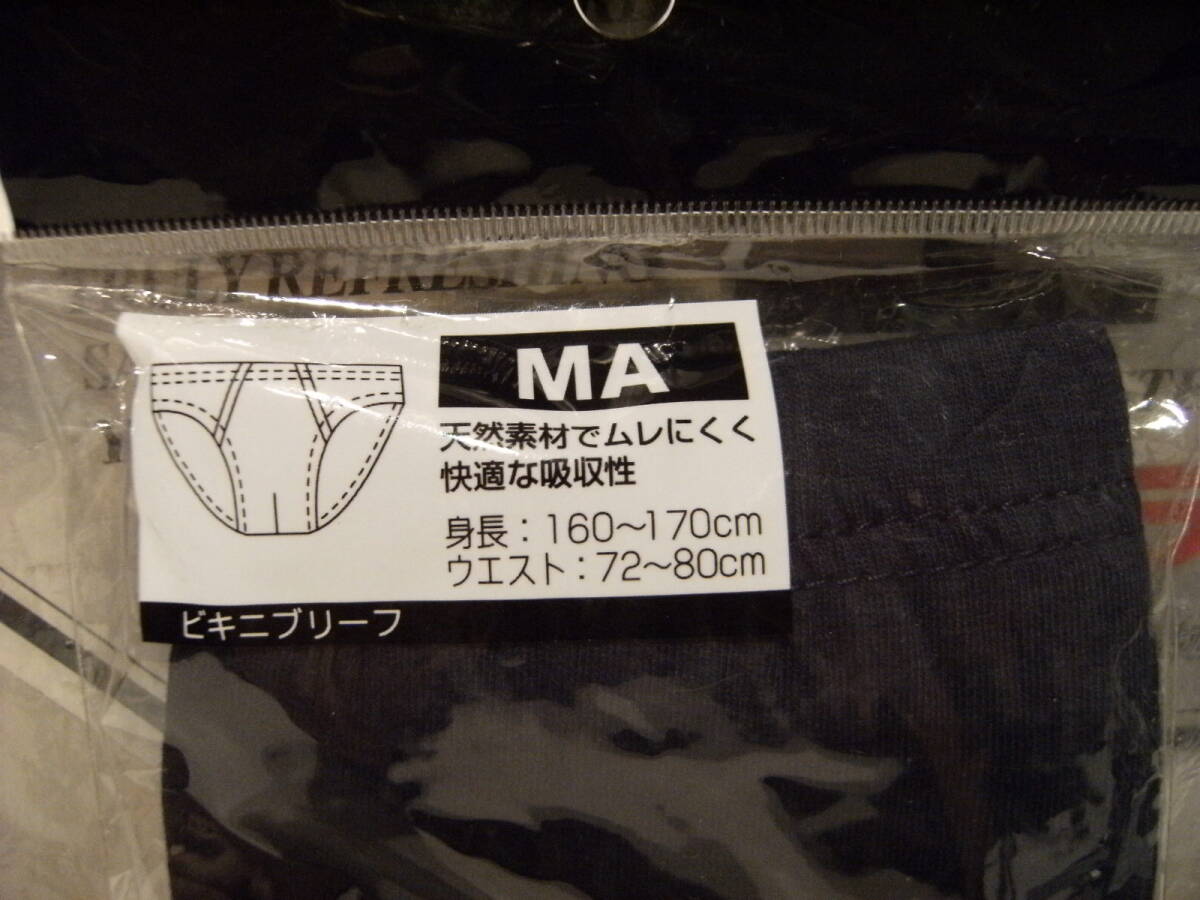 REFRESHING
MA
天然素材でムレにくく
快適な吸収性
身長：160～170cm
ウエスト：72～80cm
ビキニブリーフ